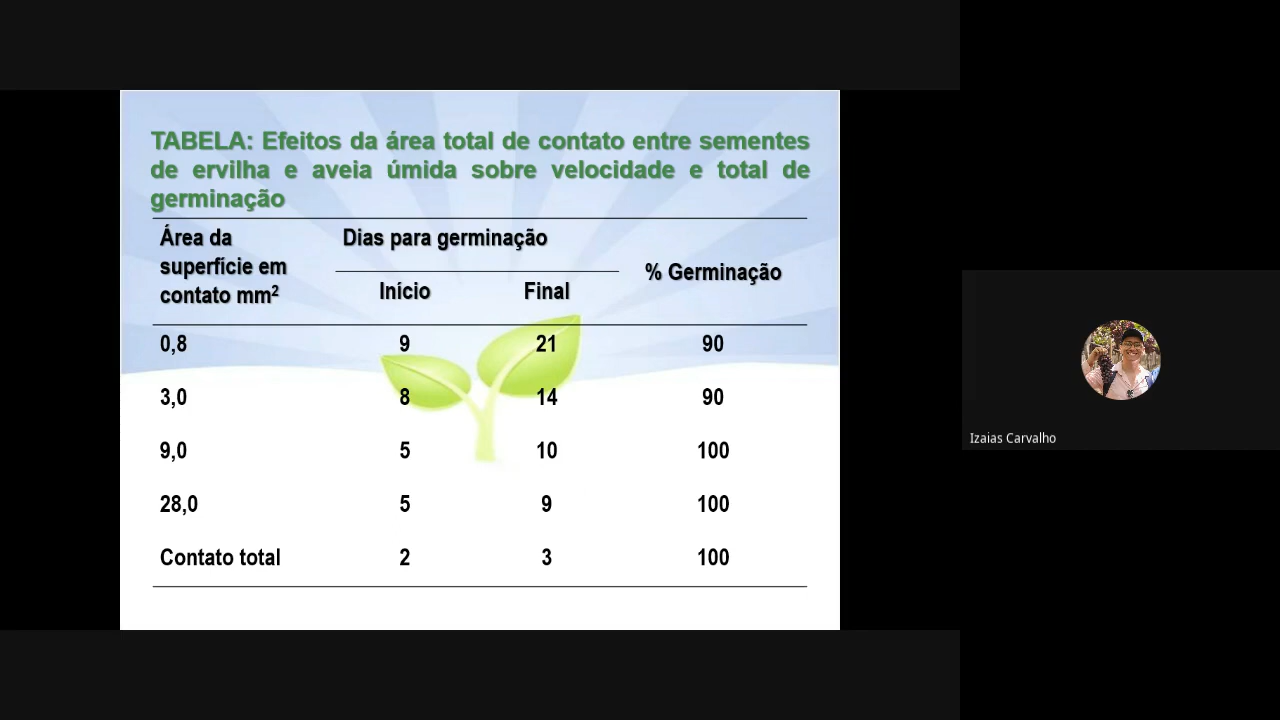 TABELA: Efeitos da área total de contato entre sementes
de ervilha e aveia úmida sobre velocidade e total de
germinação
Área da
superfície em
contato mm²
Dias para germinação
Início Final
% Germinação
0,8 9 21 90
3,0 8 14 90
9,0 5 10 100
28,0 5 9 100
Contato total 2 3 100
Izaias Carvalho